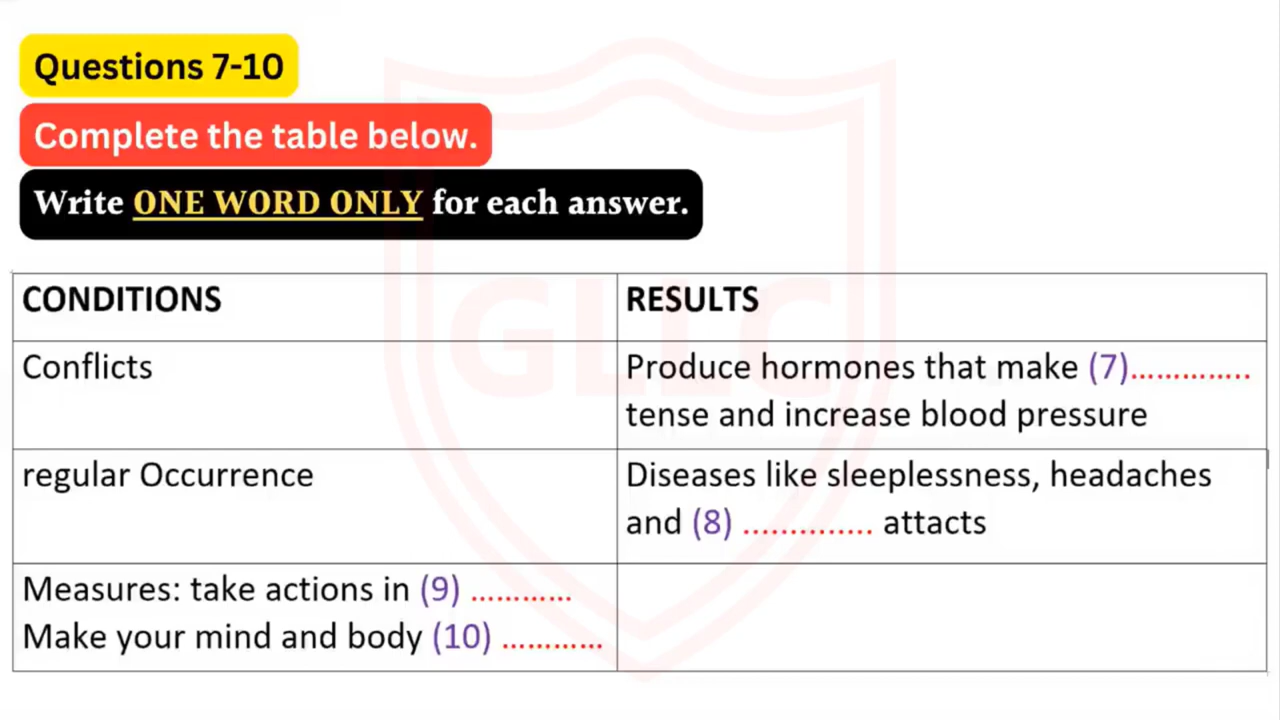 Questions 7-10
Complete the table below.
Write ONE WORD ONLY for each answer.
GLLC
CONDITIONS
RESULTS
Conflicts
Produce hormones that make (7)..............
tense and increase blood pressure
regular Occurrence
Diseases like sleeplessness, headaches
and (8) .............. attacts
Measures: take actions in (9) ............
Make your mind and body (10) ............